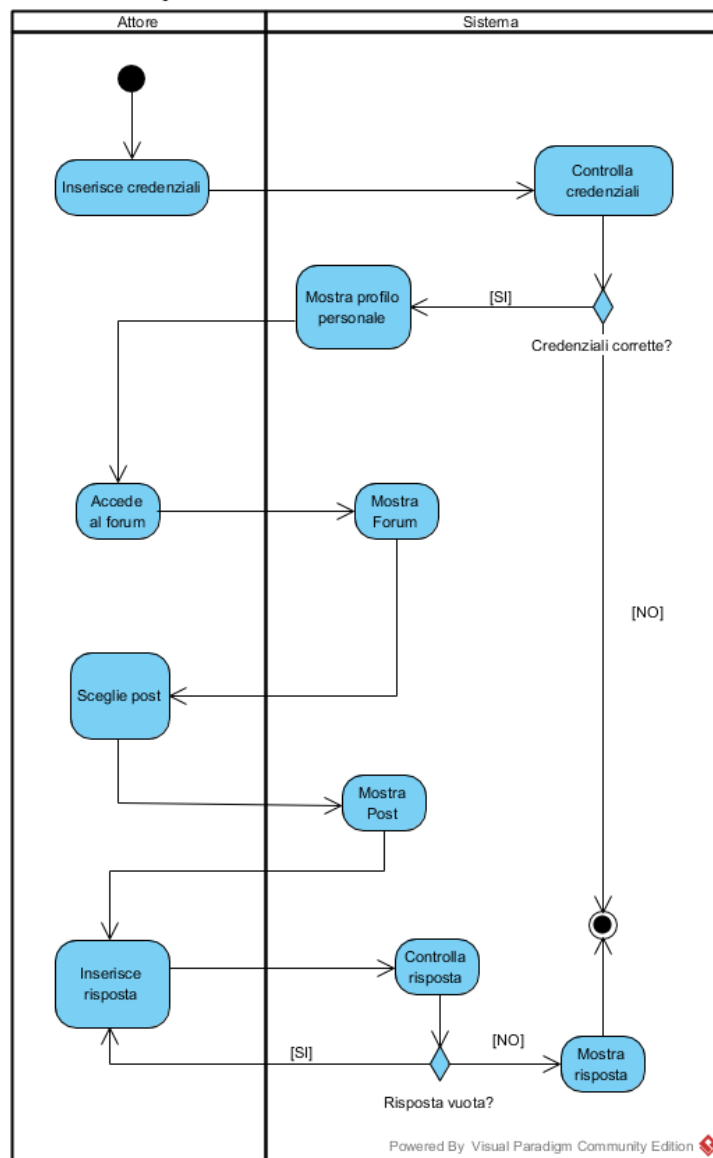 Attore
Sistema
Inserisce credenziali
Controlla
credenziali
Mostra profilo
personale
[SI]
Credenziali corrette?
Accede
al forum
Mostra
Forum
[NO]
Sceglie post
Mostra
Post
Inserisce
risposta
Controlla
risposta
[SI]
[NO]
Mostra
risposta
Risposta vuota?
Powered By Visual Paradigm Community Edition